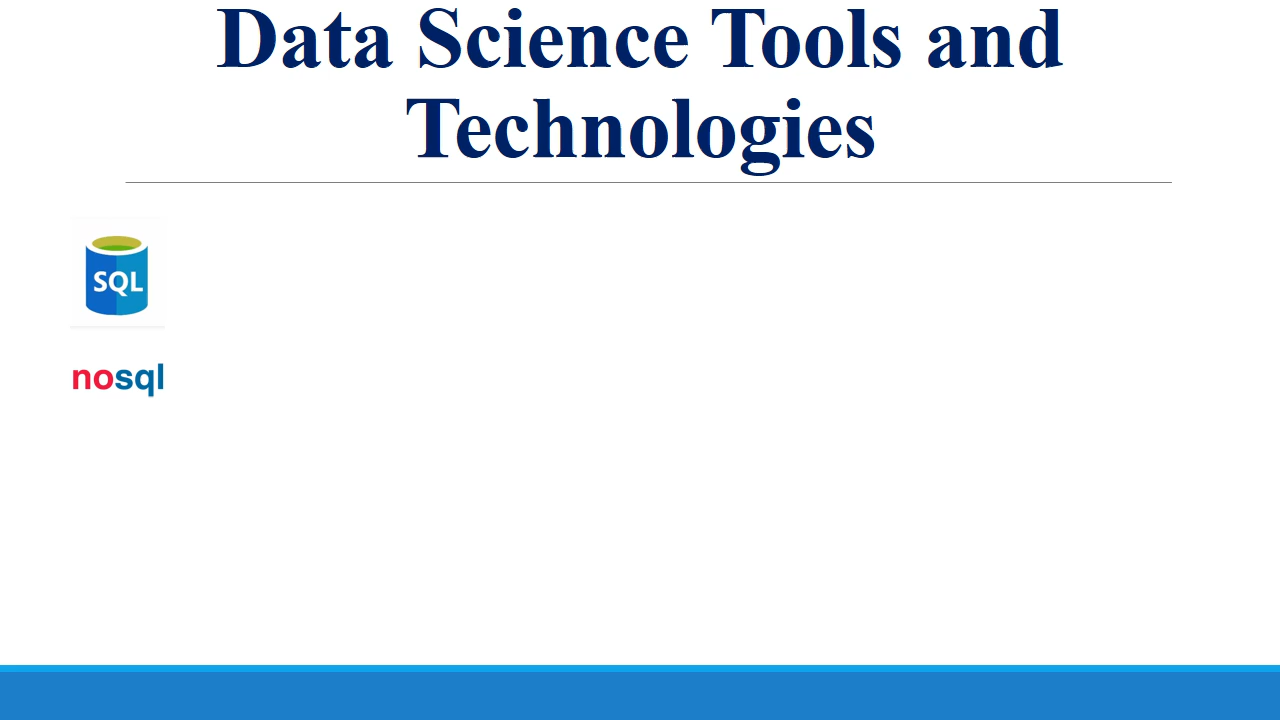 Data Science Tools and
Technologies
SQL
nosql